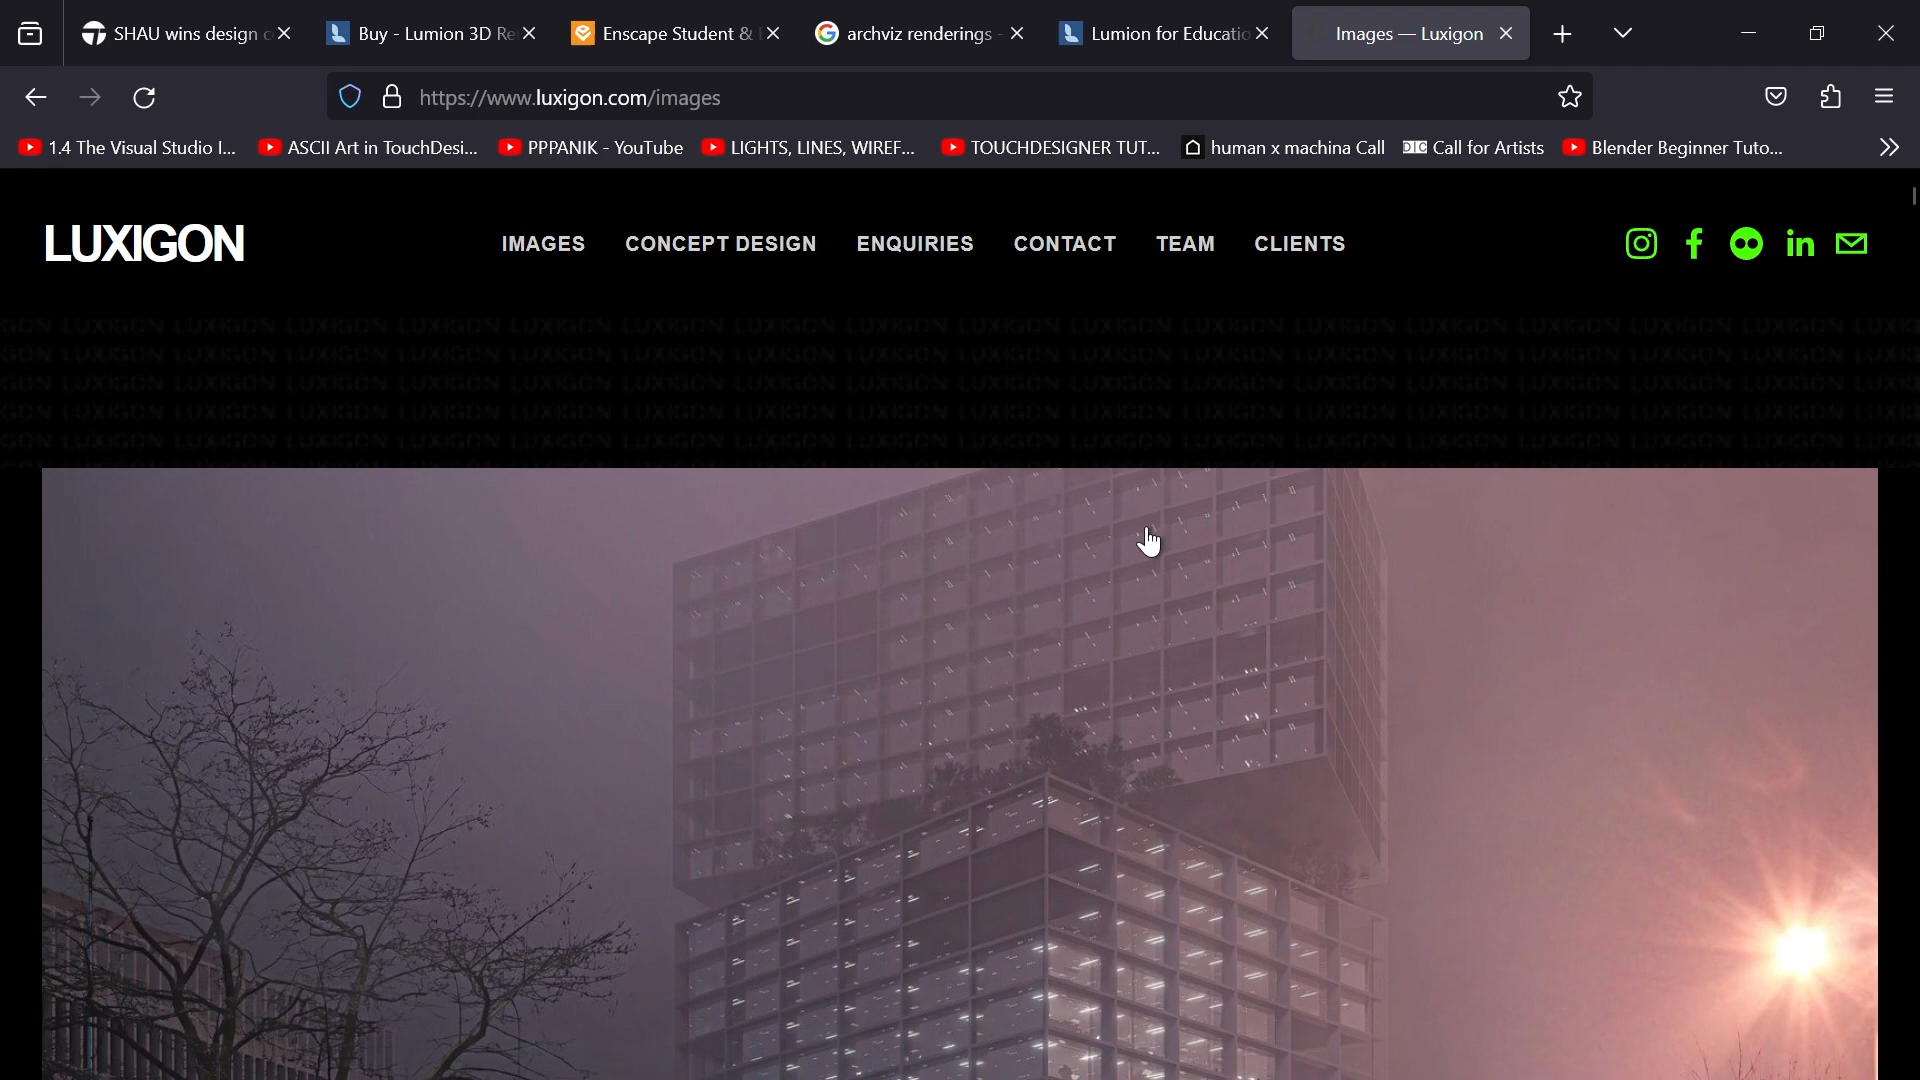 SHAU wins design c
Buy - Lumion 3D Re
Enscape Student &
archviz renderings -
Lumion for Educatio
Images — Luxigon
https://www.luxigon.com/images
1.4 The Visual Studio I...
ASCII Art in TouchDesi...
PPPANIK - YouTube
LIGHTS, LINES, WIREF...
TOUCHDESIGNER TUT...
human x machina Call
DIC Call for Artists
Blender Beginner Tuto...
LUXIGON
IMAGES
CONCEPT DESIGN
ENQUIRIES
CONTACT
TEAM
CLIENTS